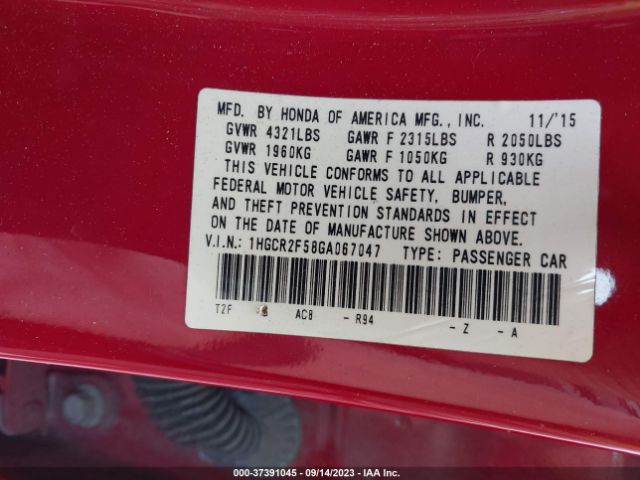 MFD. BY HONDA OF AMERICA MFG., INC. 11/'15
GVWR 4321LBS GAWR F 2315LBS R 2050LBS
GVWR 1960KG GAWR F 1050KG R 930KG
THIS VEHICLE CONFORMS TO ALL APPLICABLE
FEDERAL MOTOR VEHICLE SAFETY, BUMPER,
AND THEFT PREVENTION STANDARDS IN EFFECT
ON THE DATE OF MANUFACTURE SHOWN ABOVE.
V.I.N.: 1HGCR2F58GA067047 TYPE: PASSENGER CAR
T2F AC8 - R94 - Z - A
000-37391045 - 09/14/2023 - IAA Inc.